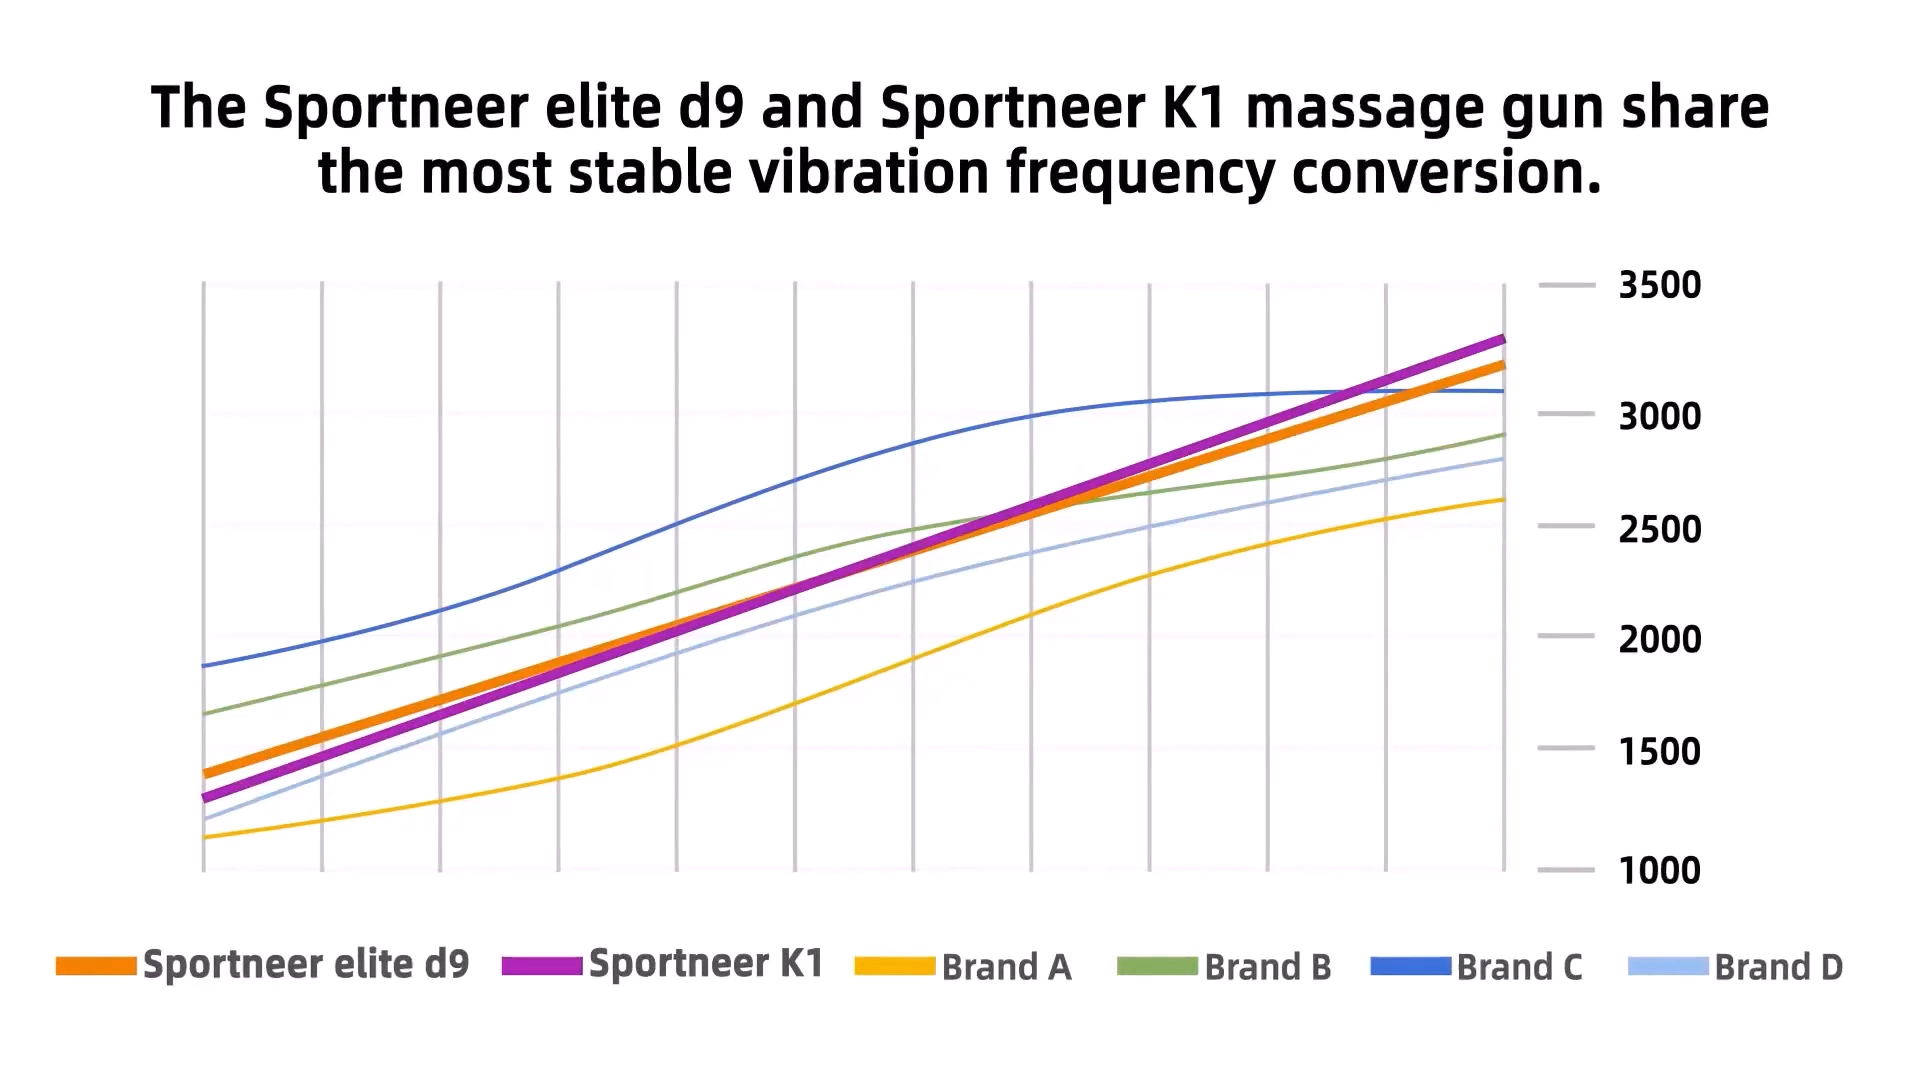 The Sportneer elite d9 and Sportneer K1 massage gun share
the most stable vibration frequency conversion.
3500
3000
2500
2000
1500
1000
Sportneer elite d9 Sportneer K1 Brand A Brand B Brand C Brand D